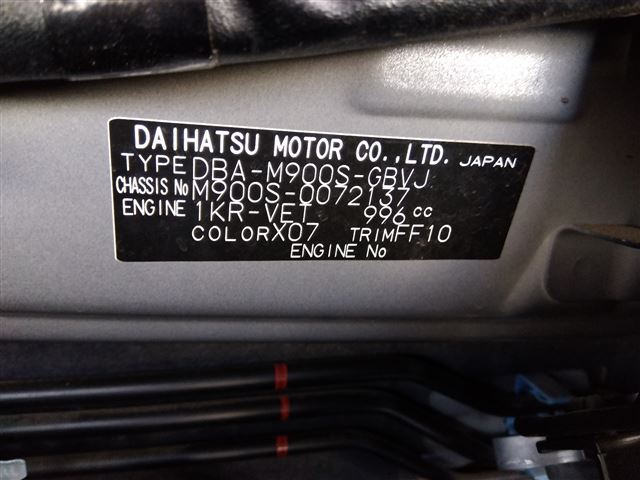 DAIHATSU MOTOR CO.,LTD. JAPAN
TYPE DBA-M900S-GBVJ
CHASSIS No M900S-0072137
ENGINE 1KR-VET 996 cc
COLOR X07 TRIM FF10
ENGINE No